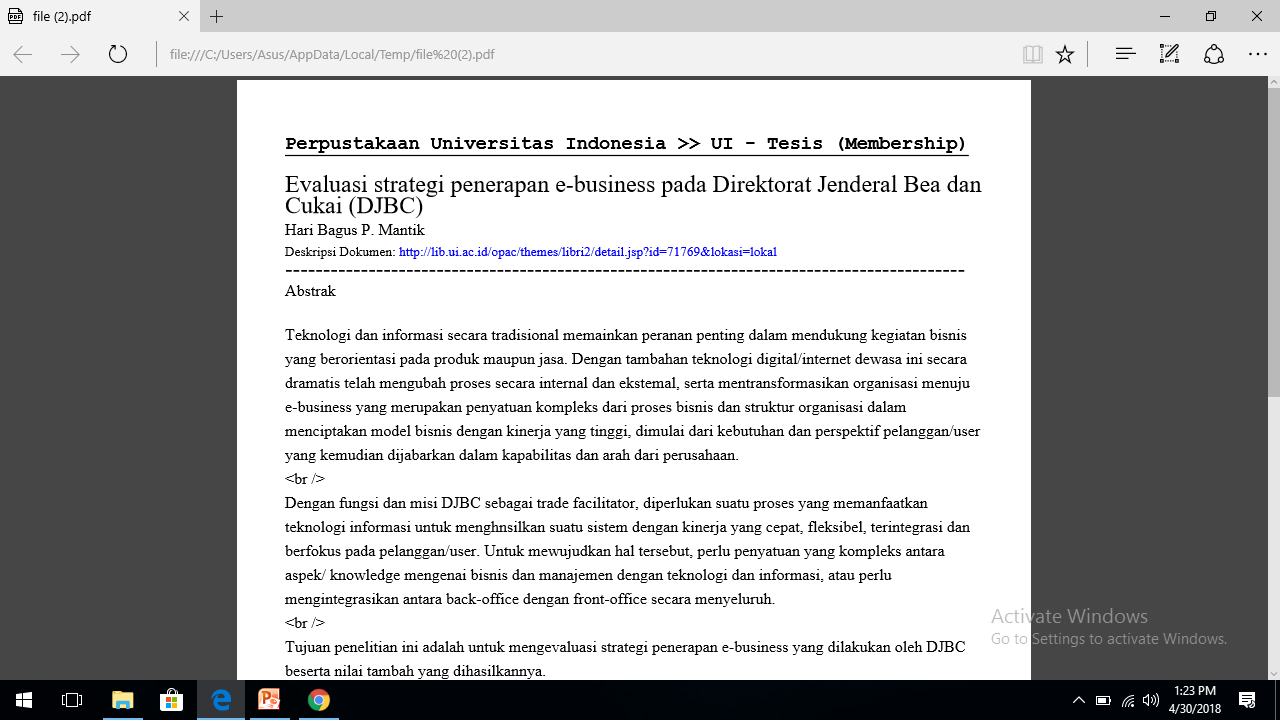 file (2).pdf
file:///C:/Users/Asus/AppData/Local/Temp/file%20(2).pdf
Perpustakaan Universitas Indonesia >> UI - Tesis (Membership)
Evaluasi strategi penerapan e-business pada Direktorat Jenderal Bea dan
Cukai (DJBC)
Hari Bagus P. Mantik
Deskripsi Dokumen: http://lib.ui.ac.id/opac/themes/libri2/detail.jsp?id=71769&lokasi=lokal
------------------------------------------------------------------------------------------
Abstrak
Teknologi dan informasi secara tradisional memainkan peranan penting dalam mendukung kegiatan bisnis
yang berorientasi pada produk maupun jasa. Dengan tambahan teknologi digital/internet dewasa ini secara
dramatis telah mengubah proses secara internal dan ekstemal, serta mentransformasikan organisasi menuju
e-business yang merupakan penyatuan kompleks dari proses bisnis dan struktur organisasi dalam
menciptakan model bisnis dengan kinerja yang tinggi, dimulai dari kebutuhan dan perspektif pelanggan/user
yang kemudian dijabarkan dalam kapabilitas dan arah dari perusahaan.
<br />
Dengan fungsi dan misi DJBC sebagai trade facilitator, diperlukan suatu proses yang memanfaatkan
teknologi informasi untuk menghnsilkan suatu sistem dengan kinerja yang cepat, fleksibel, terintegrasi dan
berfokus pada pelanggan/user. Untuk mewujudkan hal tersebut, perlu penyatuan yang kompleks antara
aspek/ knowledge mengenai bisnis dan manajemen dengan teknologi dan informasi, atau perlu
mengintegrasikan antara back-office dengan front-office secara menyeluruh.
<br />
Tujuan penelitian ini adalah untuk mengevaluasi strategi penerapan e-business yang dilakukan oleh DJBC
beserta nilai tambah yang dihasilkannya.
Activate Windows
Go to Settings to activate Windows.
1:23 PM
4/30/2018